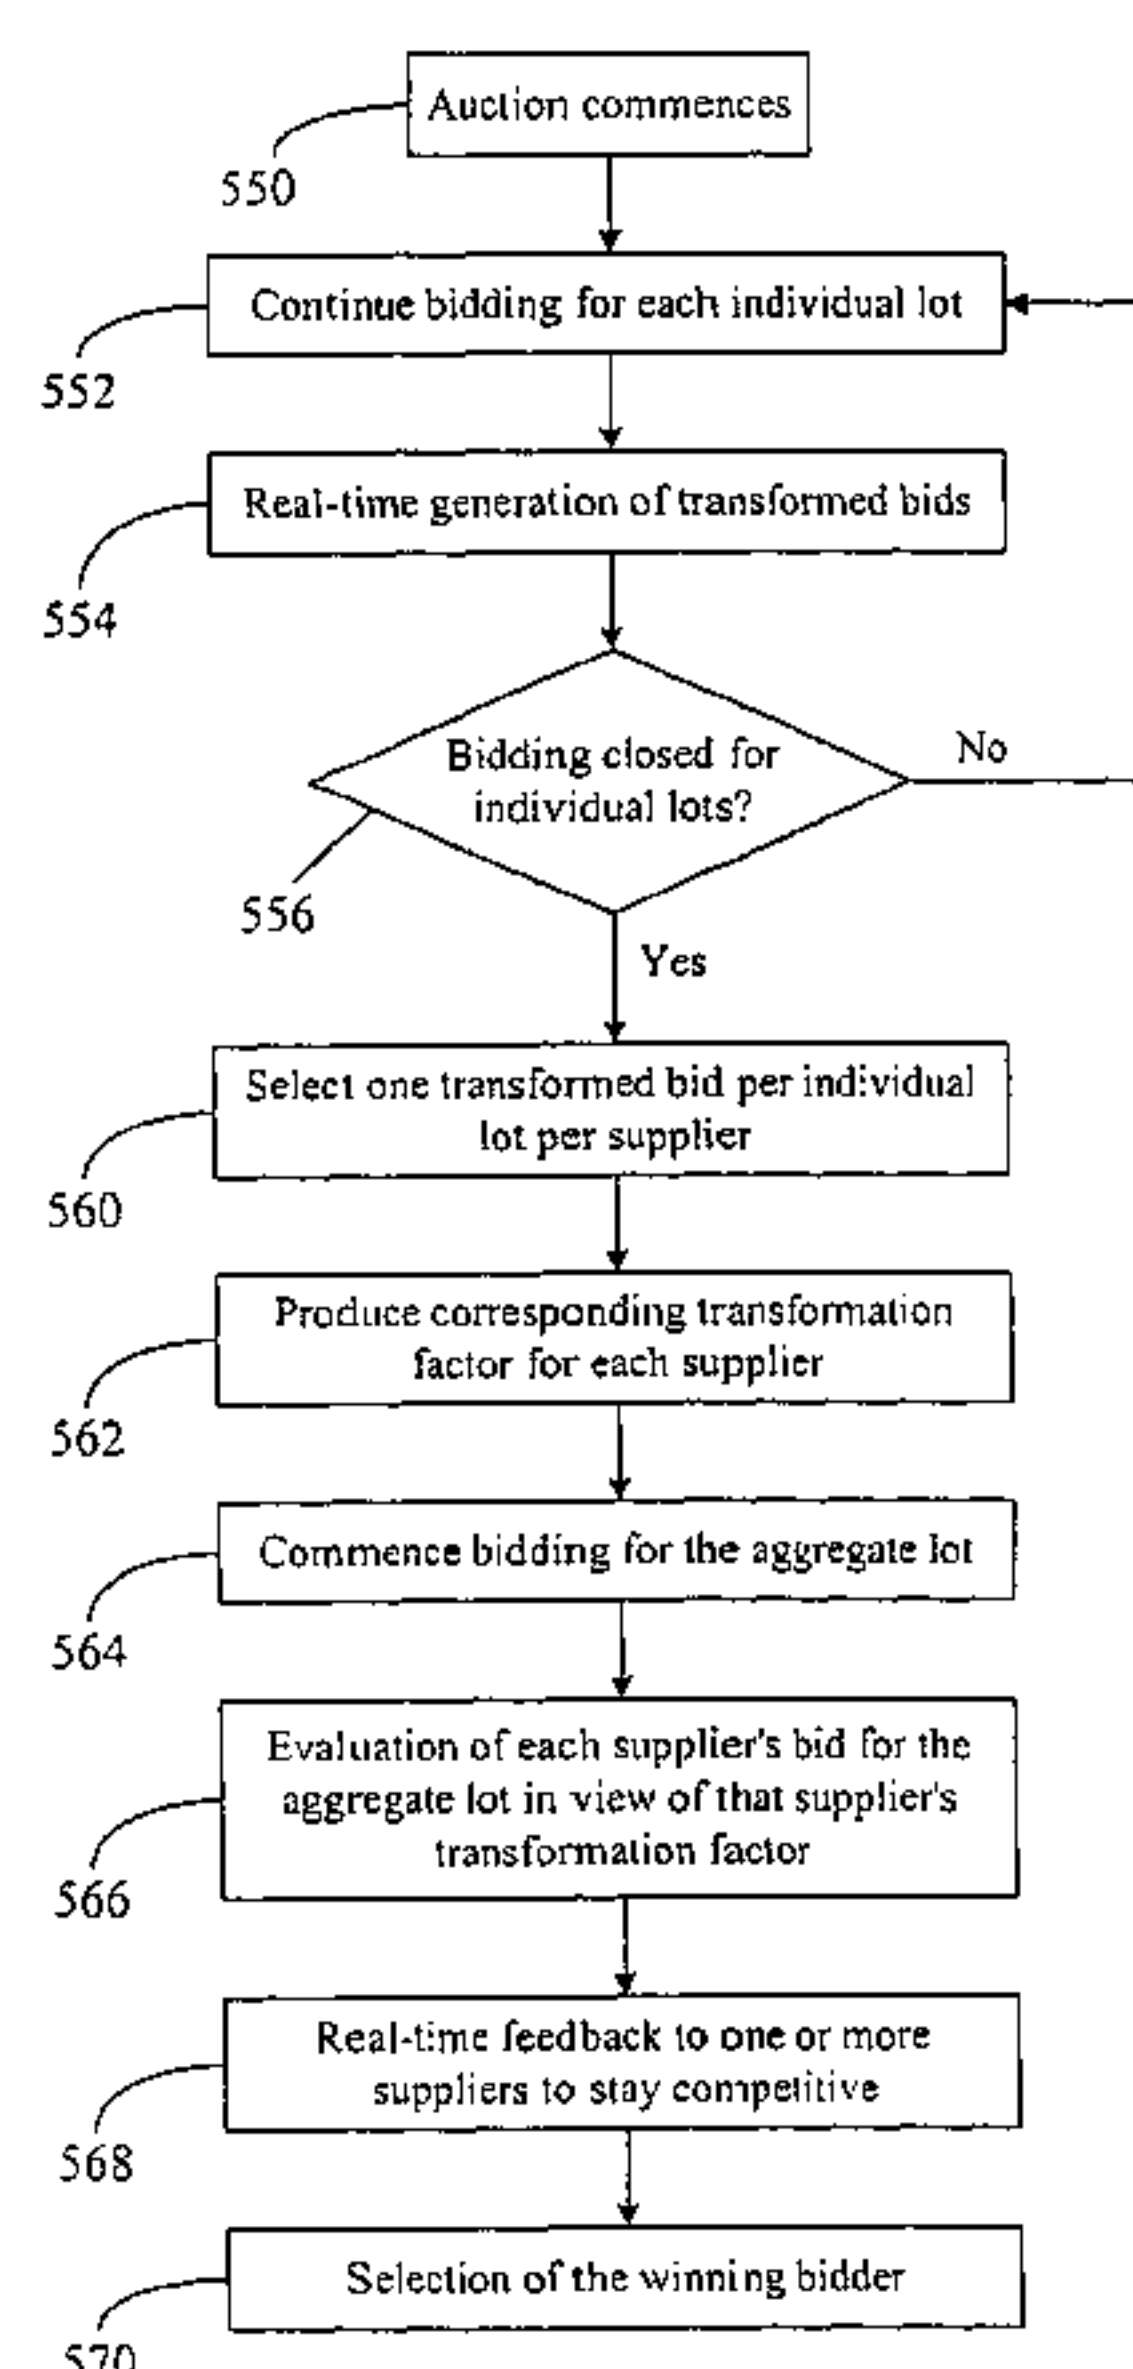 Auction commences
550
Continue bidding for each individual lot
552
Real-time generation of transformed bids
554
Bidding closed for
individual lots?
No
556
Yes
Select one transformed bid per individual
lot per supplier
560
Produce corresponding transformation
factor for each supplier
562
Commence bidding for the aggregate lot
564
Evaluation of each supplier's bid for the
aggregate lot in view of that supplier's
transformation factor
566
Real-time feedback to one or more
suppliers to stay competitive
568
Selection of the winning bidder
570